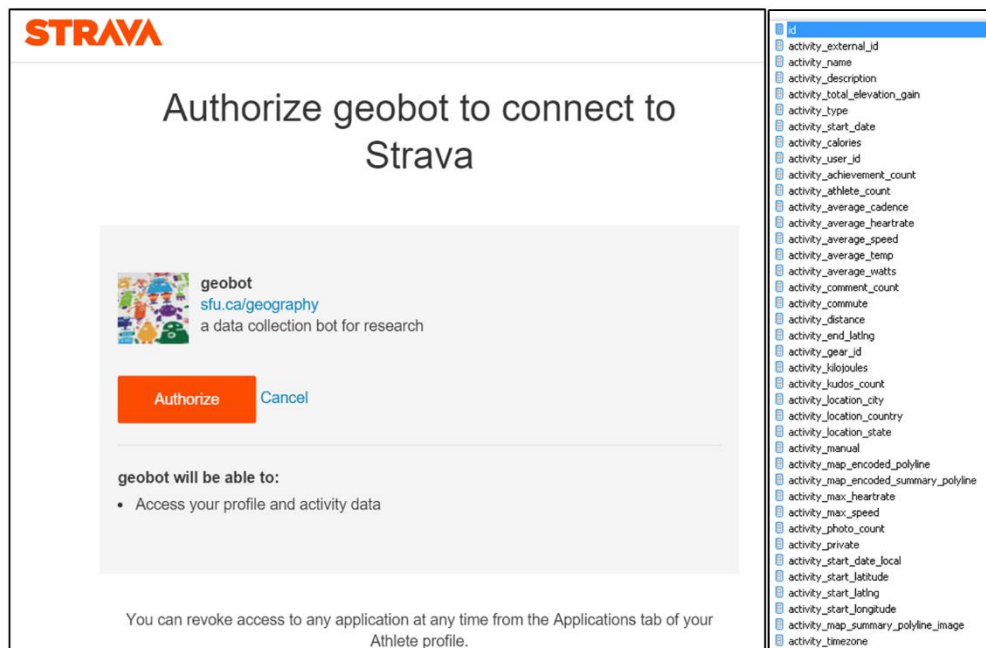 STRAVA
Authorize geobot to connect to
Strava
geobot
sfu.ca/geography
a data collection bot for research
Authorize Cancel
geobot will be able to:
• Access your profile and activity data
You can revoke access to any application at any time from the Applications tab of your
Athlete profile.
id
activity_external_id
activity_name
activity_description
activity_total_elevation_gain
activity_type
activity_start_date
activity_calories
activity_user_id
activity_achievement_count
activity_athlete_count
activity_average_cadence
activity_average_heartrate
activity_average_speed
activity_average_temp
activity_average_watts
activity_comment_count
activity_commute
activity_distance
activity_end_latlng
activity_gear_id
activity_kilojoules
activity_kudos_count
activity_location_city
activity_location_country
activity_location_state
activity_manual
activity_map_encoded_polyline
activity_map_encoded_summary_polyline
activity_max_heartrate
activity_max_speed
activity_photo_count
activity_private
activity_start_date_local
activity_start_latitude
activity_start_latlng
activity_start_longitude
activity_map_summary_polyline_image
activity_timezone